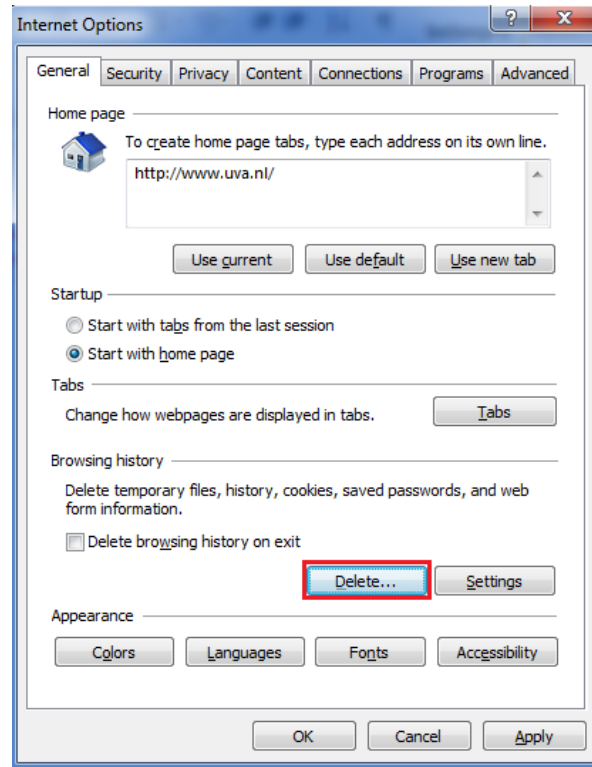 Internet Options
General Security Privacy Content Connections Programs Advanced
Home page
To create home page tabs, type each address on its own line.
http://www.uva.nl/
Use current Use default Use new tab
Startup
Start with tabs from the last session
Start with home page
Tabs
Change how webpages are displayed in tabs. Tabs
Browsing history
Delete temporary files, history, cookies, saved passwords, and web
form information.
Delete browsing history on exit
Delete... Settings
Appearance
Colors Languages Fonts Accessibility
OK Cancel Apply